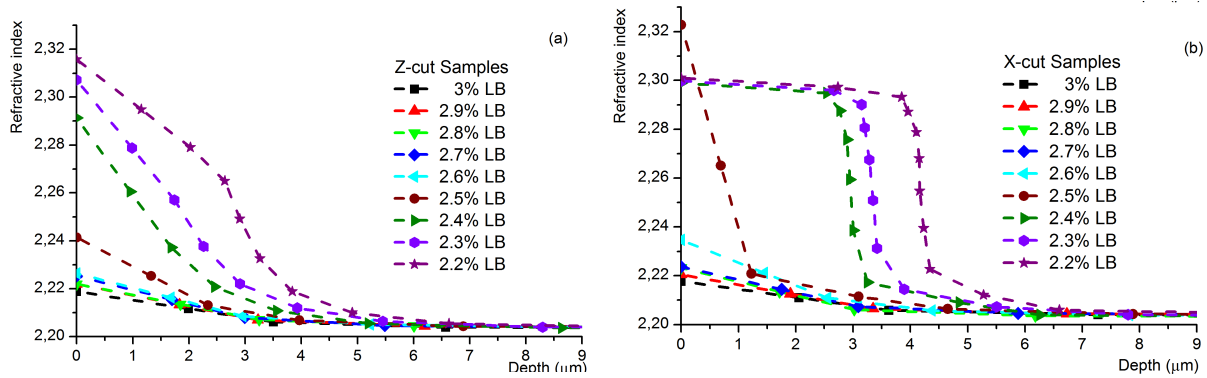 (a)
Refractive index
2,32
2,30
2,28
2,26
2,24
2,22
2,20
Z-cut Samples
3% LB
2.9% LB
2.8% LB
2.7% LB
2.6% LB
2.5% LB
2.4% LB
2.3% LB
2.2% LB
0 1 2 3 4 5 6 7 8 9
Depth (μm)
(b)
Refractive index
2,32
2,30
2,28
2,26
2,24
2,22
2,20
X-cut Samples
3% LB
2.9% LB
2.8% LB
2.7% LB
2.6% LB
2.5% LB
2.4% LB
2.3% LB
2.2% LB
0 1 2 3 4 5 6 7 8 9
Depth (μm)